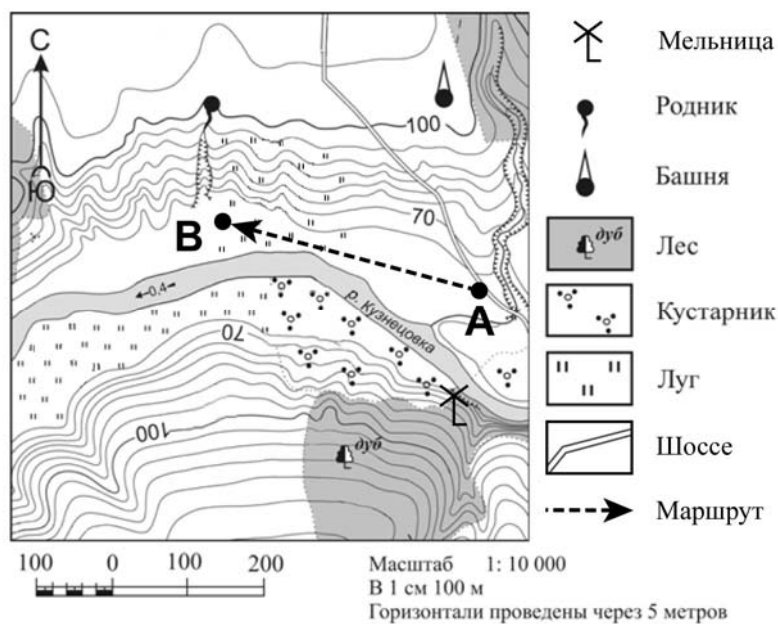 С
Ю
100
70
В
А
0,4
р. Кузнецовка
70
100
дуб
Мельница
Родник
Башня
дуб
Лес
Кустарник
Луг
Шоссе
Маршрут
100 0 100 200
Масштаб 1: 10 000
В 1 см 100 м
Горизонтали проведены через 5 метров